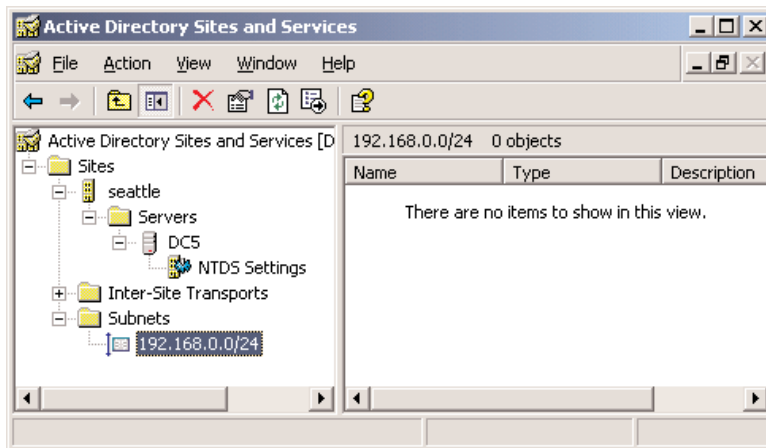 Active Directory Sites and Services
File Action View Window Help
Active Directory Sites and Services [D
Sites
seattle
Servers
DC5
NTDS Settings
Inter-Site Transports
Subnets
192.168.0.0/24
192.168.0.0/24 0 objects
Name Type Description
There are no items to show in this view.